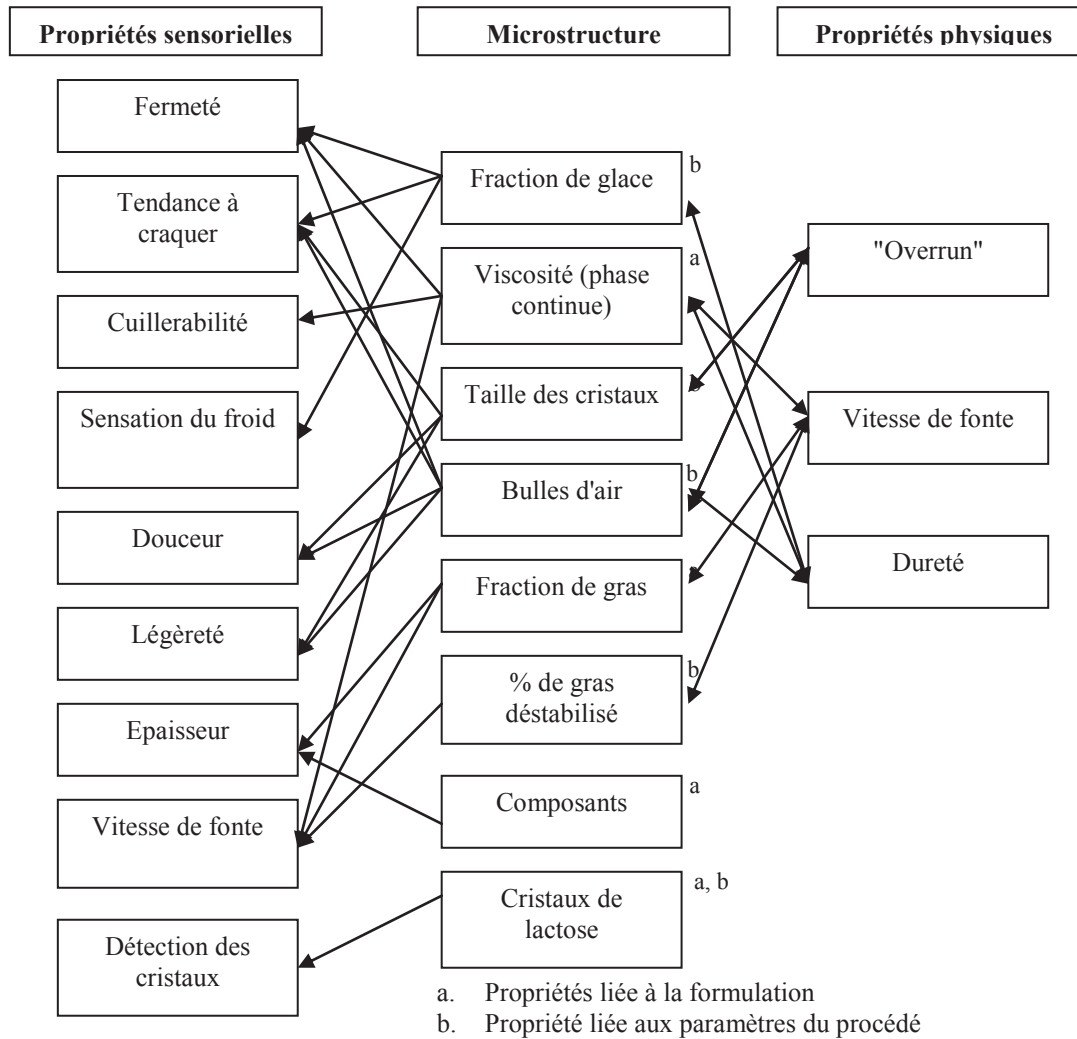 Propriétés sensorielles
Microstructure
Propriétés physiques
Fermeté
Tendance à
craquer
Cuillerabilité
Sensation du froid
Douceur
Légèreté
Epaisseur
Vitesse de fonte
Détection des
cristaux
Fraction de glace
b
Viscosité (phase
continue)
a
Taille des cristaux
b
Bulles d'air
b
Fraction de gras
% de gras
déstabilisé
b
Composants
a
Cristaux de
lactose
a, b
"Overrun"
Vitesse de fonte
Dureté
a. Propriétés liée à la formulation
b. Propriété liée aux paramètres du procédé